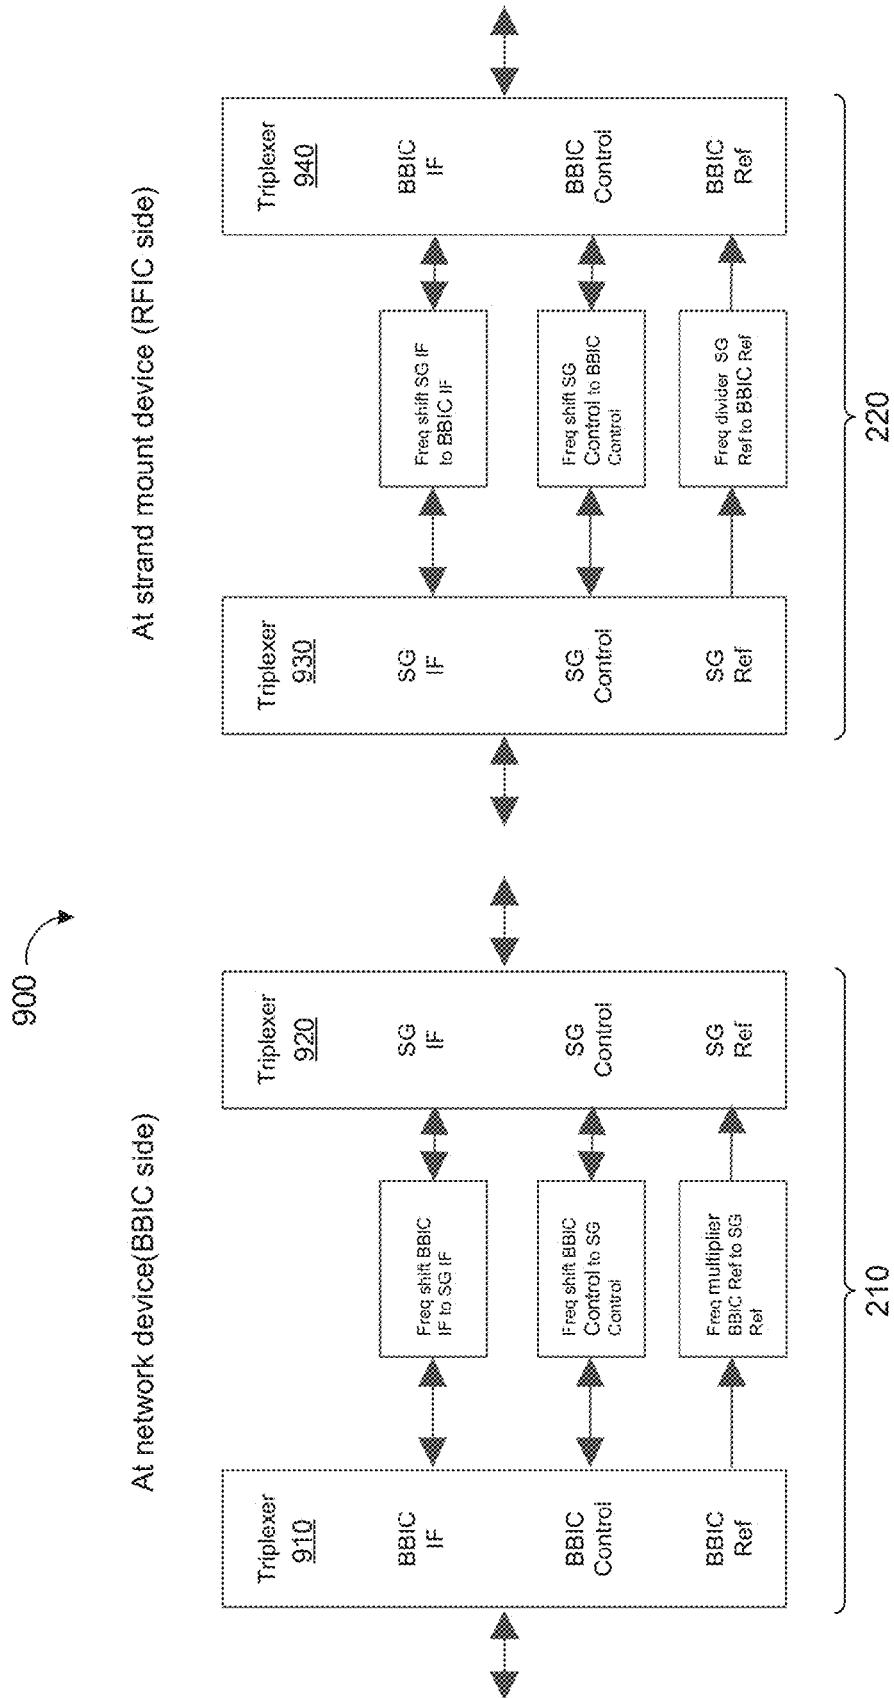 900
At network device(BBIC side)
Triplexer
910
BBIC
IF
BBIC
Control
BBIC
Ref
Freq shift BBIC
IF to SG IF
Freq shift BBIC
Control to SG
Control
Freq multiplier
BBIC Ref to SG
Ref
Triplexer
920
SG
IF
SG
Control
SG
Ref
210
At strand mount device (RFIC side)
Triplexer
930
SG
IF
SG
Control
SG
Ref
Freq shift SG IF
to BBIC IF
Freq shift SG
Control to BBIC
Control
Freq divider SG
Ref to BBIC Ref
Triplexer
940
BBIC
IF
BBIC
Control
BBIC
Ref
220